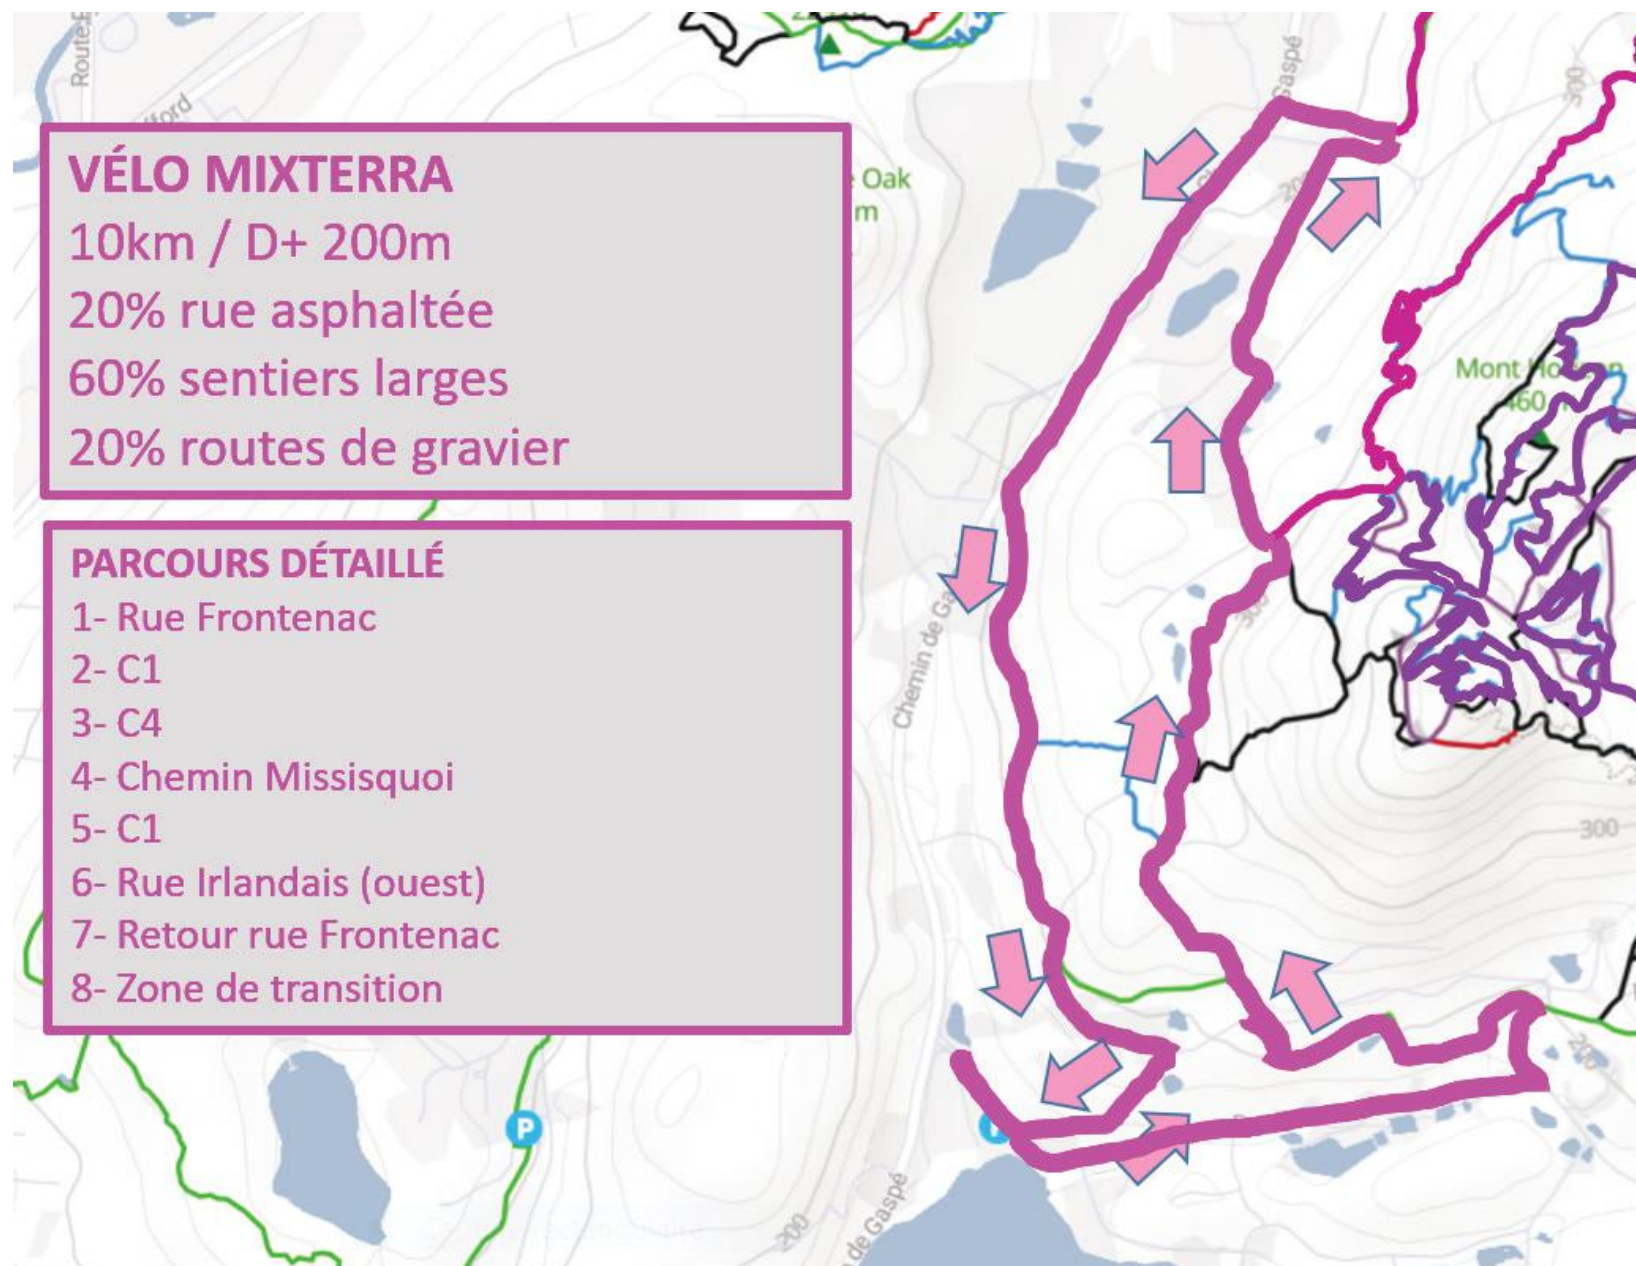 VÉLO MIXTERRA
10km / D+ 200m
20% rue asphaltée
60% sentiers larges
20% routes de gravier
PARCOURS DÉTAILLÉ
1- Rue Frontenac
2- C1
3- C4
4- Chemin Missisquoi
5- C1
6- Rue Irlandais (ouest)
7- Retour rue Frontenac
8- Zone de transition
Oak
m
Gaspé
300
200
Mont
300
Chemin de
300
200
P
200
de Gaspé